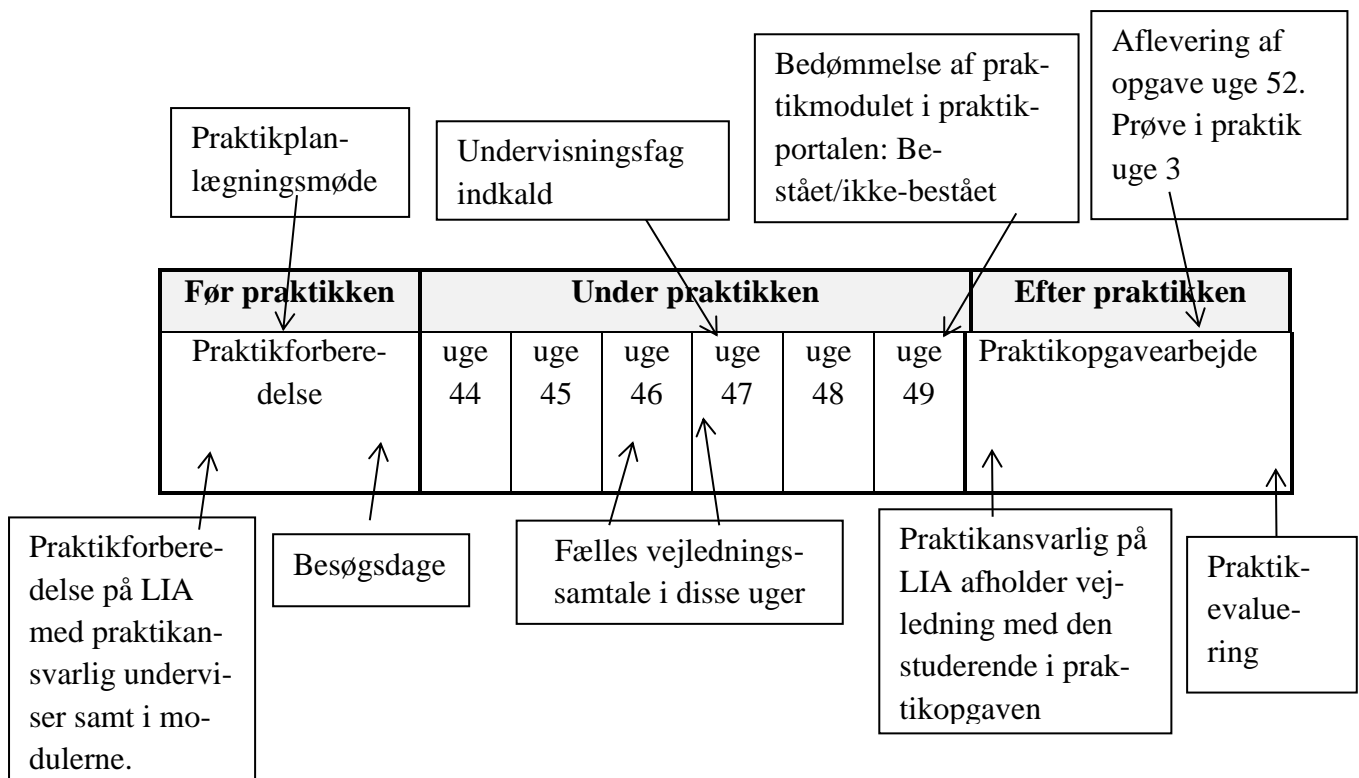 Praktikplan-
lægningsmøde
Undervisningsfag
indkald
Bedømmelse af prak-
tikmodulet i praktik-
portalen: Be-
stået/ikke-bestået
Aflevering af
opgave uge 52.
Prøve i praktik
uge 3
Før praktikken
Under praktikken
Efter praktikken
Praktikforbere-
delse
uge
44
uge
45
uge
46
uge
47
uge
48
uge
49
Praktikopgavearbejde
Praktikforbere-
delse på LIA
med praktikan-
svarlig undervi-
ser samt i mo-
dulerne.
Besøgsdage
Fælles vejlednings-
samtale i disse uger
Praktikansvarlig på
LIA afholder vej-
ledning med den
studerende i prak-
tikopgaven
Praktik-
evalue-
ring